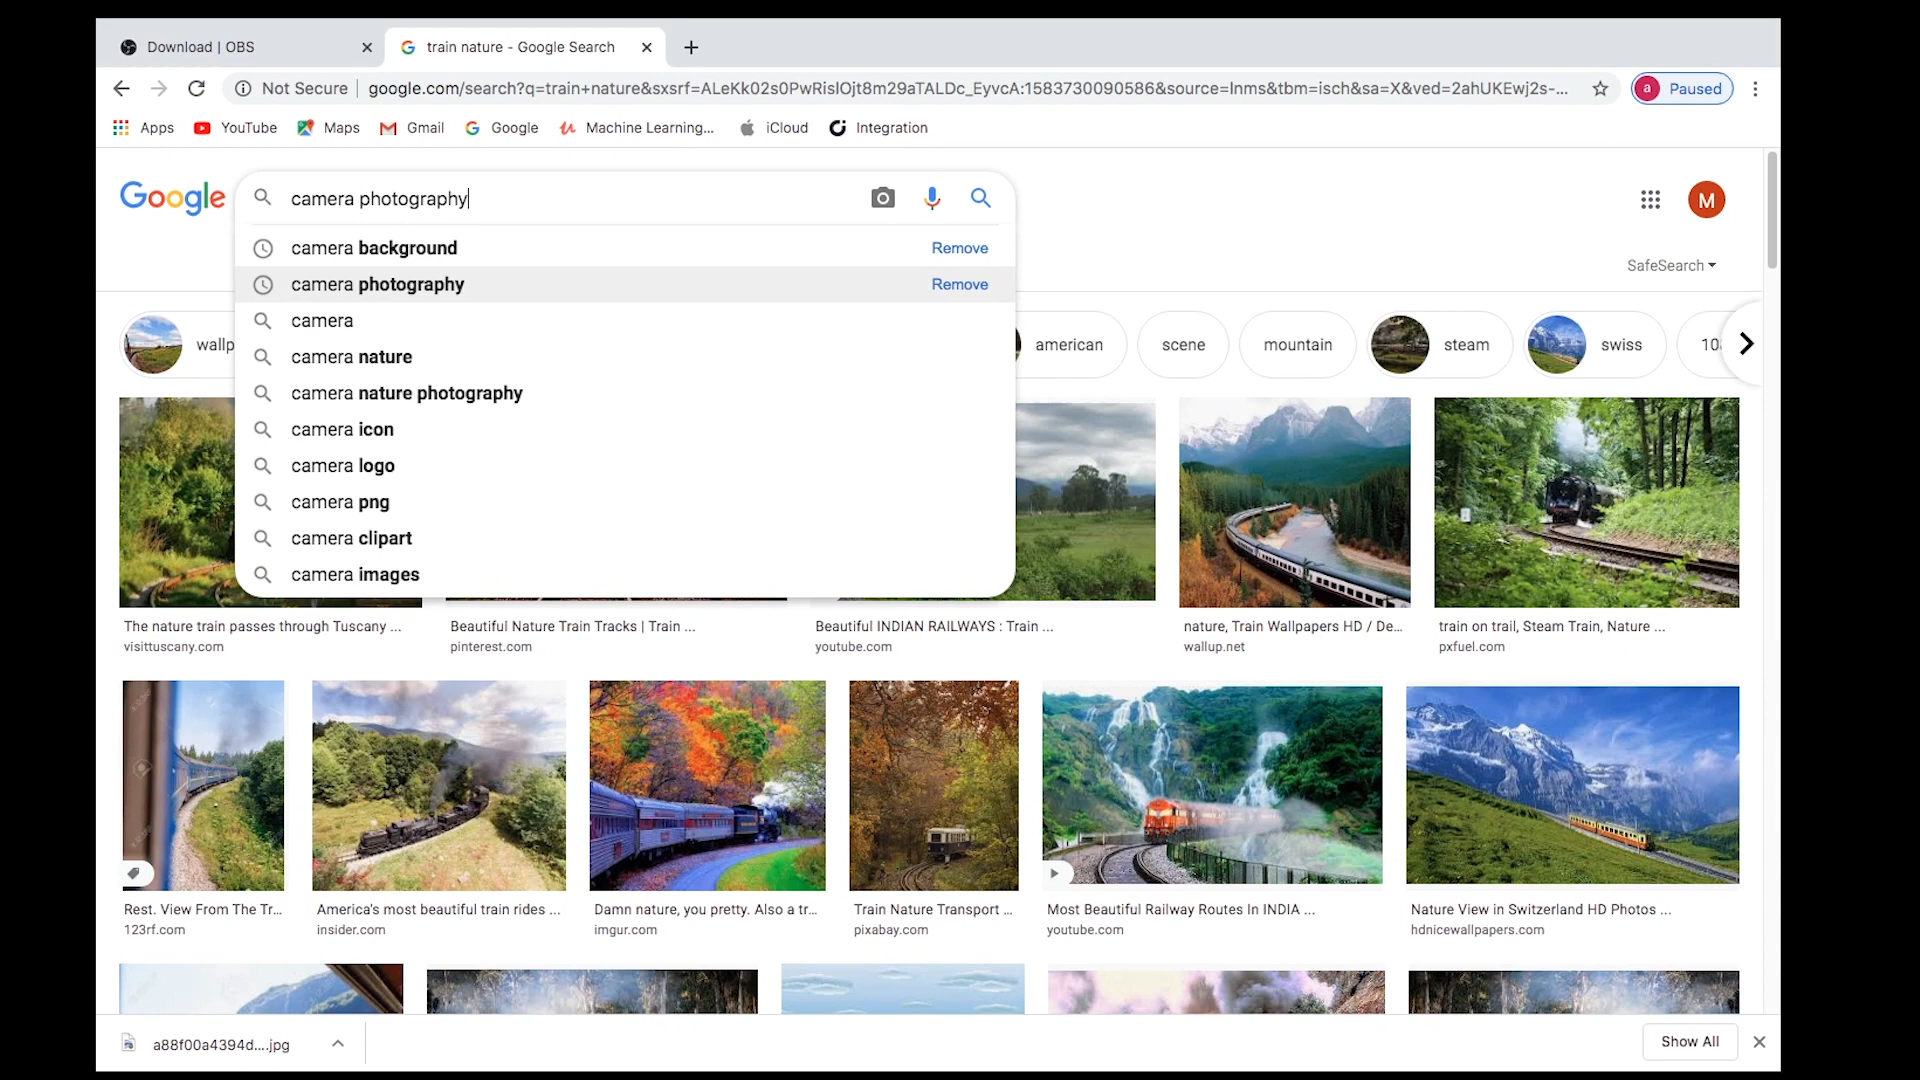 Download | OBS
train nature - Google Search
Not Secure
google.com/search?q=train+nature&sxsrf=ALeKk02s0PwRislOjt8m29aTALDc_EyvcA:1583730090586&source=lnms&tbm=isch&sa=X&ved=2ahUKEwj2s-...
a Paused
Apps
YouTube
Maps
Gmail
Google
Machine Learning...
iCloud
Integration
Google
camera photography
M
camera background Remove
camera photography Remove
camera
camera nature
camera nature photography
camera icon
camera logo
camera png
camera clipart
camera images
SafeSearch
wallp
american
scene
mountain
steam
swiss
The nature train passes through Tuscany ...
visittuscany.com
Beautiful Nature Train Tracks | Train ...
pinterest.com
Beautiful INDIAN RAILWAYS : Train ...
youtube.com
nature, Train Wallpapers HD / De...
wallup.net
train on trail, Steam Train, Nature ...
pxfuel.com
Rest. View From The Tr...
123rf.com
America's most beautiful train rides ...
insider.com
Damn nature, you pretty. Also a tr...
imgur.com
Train Nature Transport ...
pixabay.com
Most Beautiful Railway Routes In INDIA ...
youtube.com
Nature View in Switzerland HD Photos ...
hdnicewallpapers.com
a88f00a4394d....jpg
Show All